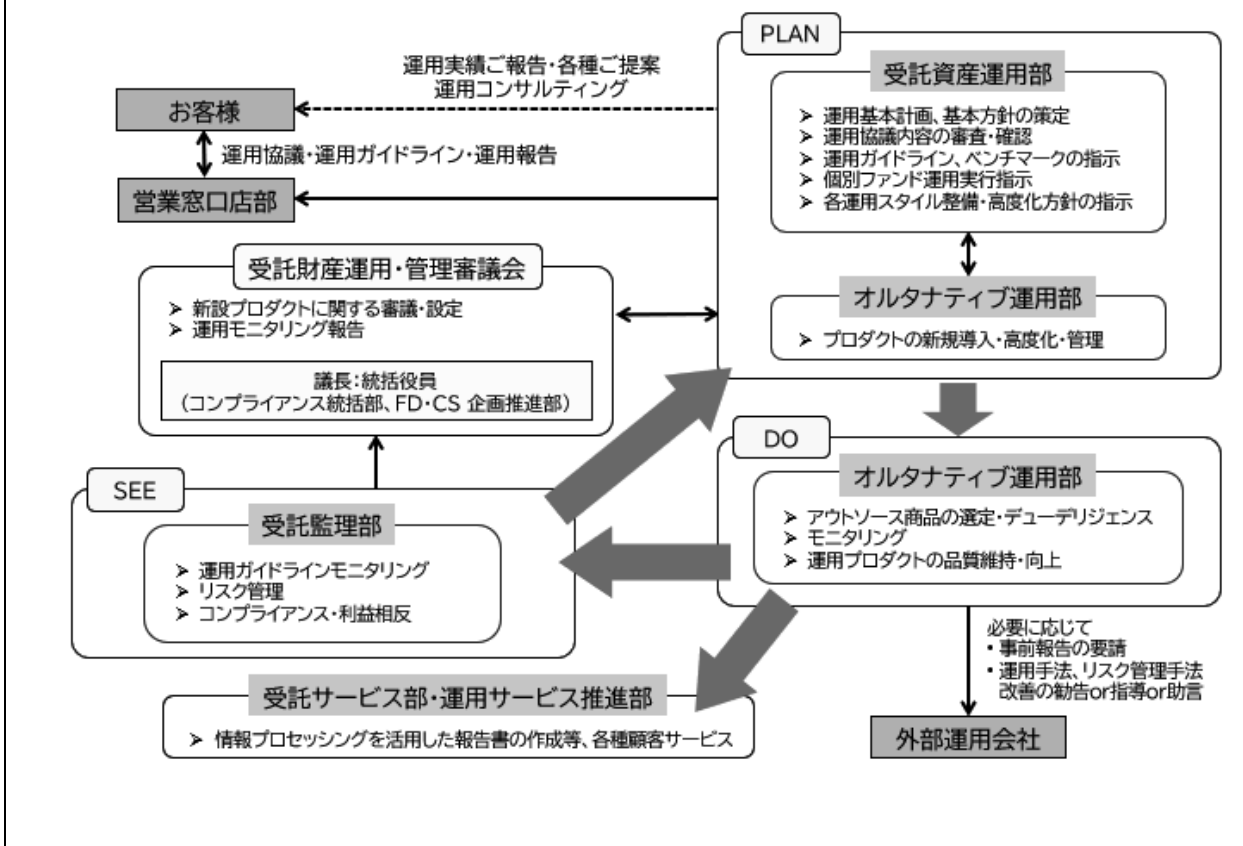 PLAN
受託資産運用部
➢ 運用基本計画、基本方針の策定
➢ 運用協議内容の審査・確認
➢ 運用ガイドライン、ベンチマークの指示
➢ 個別ファンド運用実行指示
➢ 各運用スタイル整備・高度化方針の指示
運用実績ご報告・各種ご提案
運用コンサルティング
お客様
運用協議・運用ガイドライン・運用報告
営業窓口店部
受託財産運用・管理審議会
➢ 新設プロダクトに関する審議・設定
➢ 運用モニタリング報告
議長：統括役員
（コンプライアンス統括部、FD・CS 企画推進部）
オルタナティブ運用部
➢ プロダクトの新規導入・高度化・管理
DO
オルタナティブ運用部
➢ アウトソース商品の選定・デューデリジェンス
➢ モニタリング
➢ 運用プロダクトの品質維持・向上
SEE
受託監理部
➢ 運用ガイドラインモニタリング
➢ リスク管理
➢ コンプライアンス・利益相反
受託サービス部・運用サービス推進部
➢ 情報プロセッシングを活用した報告書の作成等、各種顧客サービス
必要に応じて
・事前報告の要請
・運用手法、リスク管理手法
改善の勧告or指導or助言
外部運用会社